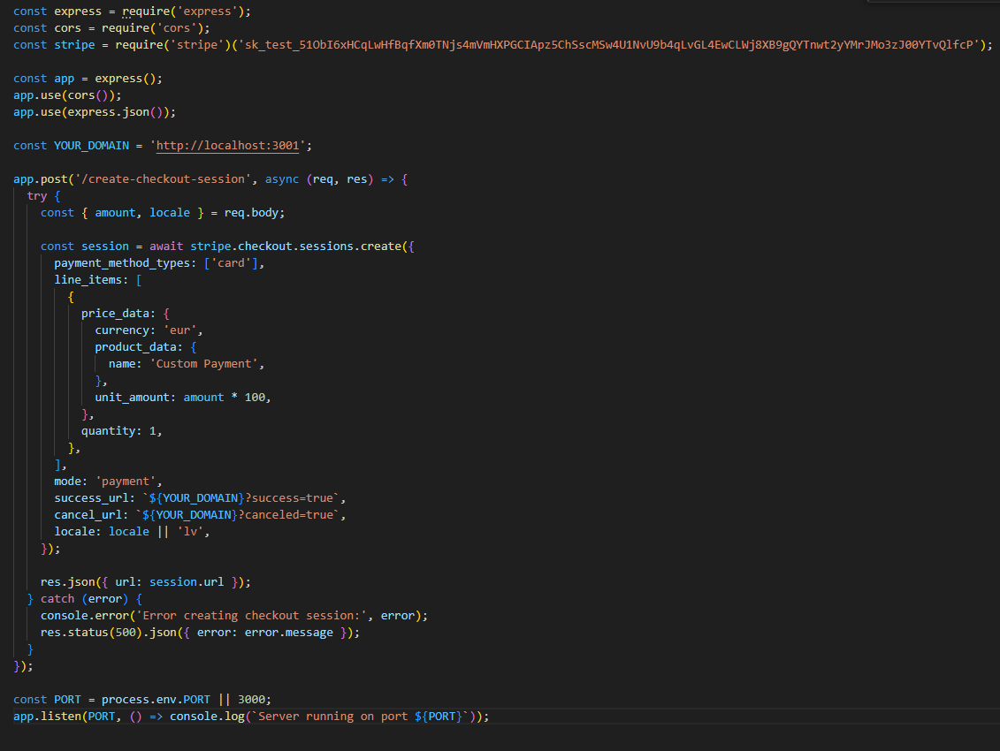 const express = require('express');
const cors = require('cors');
const stripe = require('stripe')('sk_test_51ObI6xHCqLwHfBqfXm0TNjs4mVmHXPGCIApz5ChSscMSw4U1NvU9b4qLvGL4EwCLWj8XB9gQYTnwt2yYMrJMo3zJ00YTvQlfcP');
const app = express();
app.use(cors());
app.use(express.json());
const YOUR_DOMAIN = 'http://localhost:3001';
app.post('/create-checkout-session', async (req, res) => {
  try {
    const { amount, locale } = req.body;
    const session = await stripe.checkout.sessions.create({
      payment_method_types: ['card'],
      line_items: [
        {
          price_data: {
            currency: 'eur',
            product_data: {
              name: 'Custom Payment',
            },
            unit_amount: amount * 100,
          },
          quantity: 1,
        },
      ],
      mode: 'payment',
      success_url: `${YOUR_DOMAIN}?success=true`,
      cancel_url: `${YOUR_DOMAIN}?canceled=true`,
      locale: locale || 'lv',
    });
    res.json({ url: session.url });
  } catch (error) {
    console.error('Error creating checkout session:', error);
    res.status(500).json({ error: error.message });
  }
});
const PORT = process.env.PORT || 3000;
app.listen(PORT, () => console.log(`Server running on port ${PORT}`));